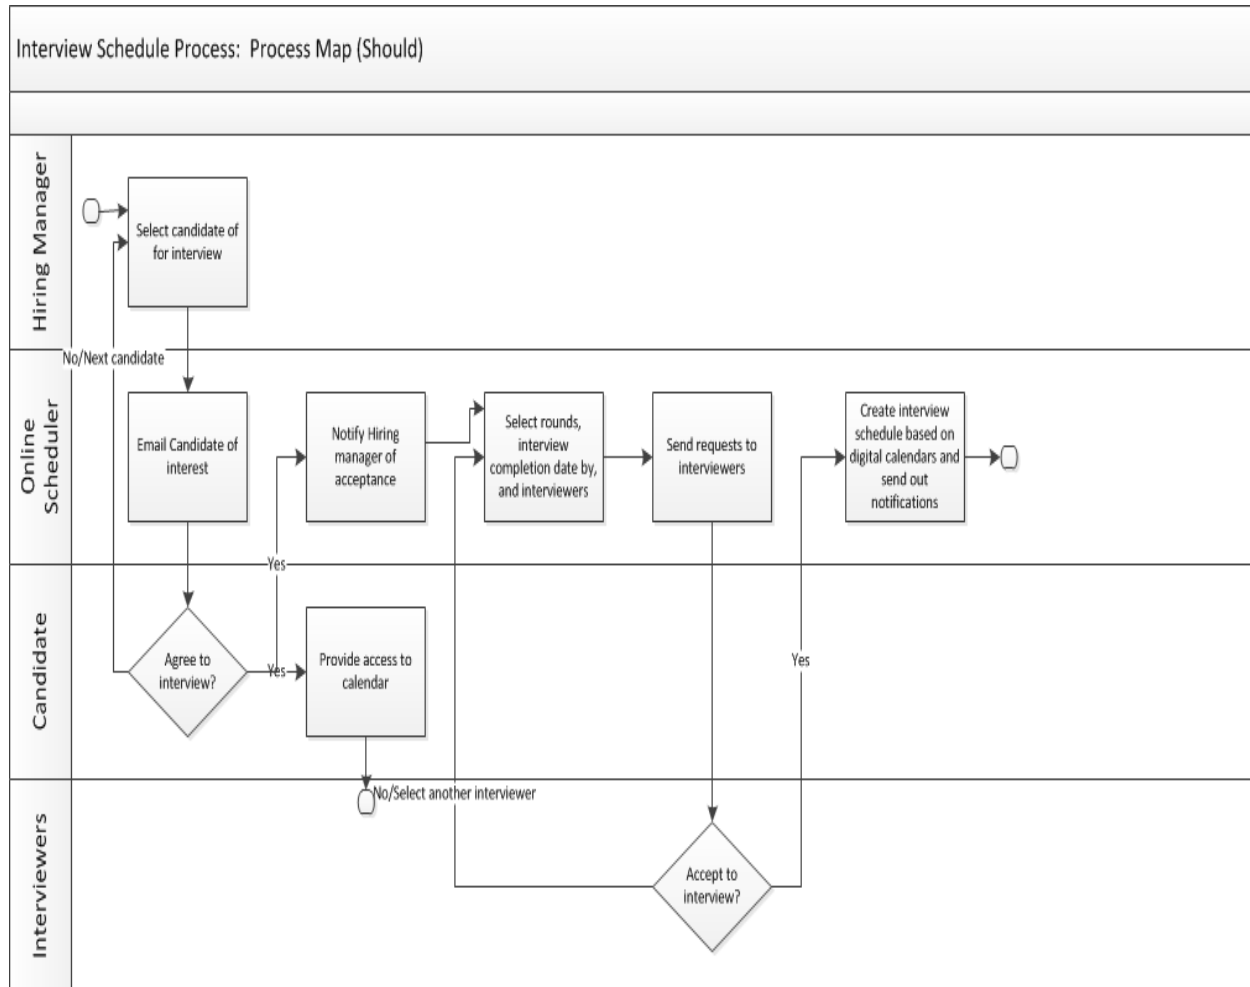 Interview Schedule Process:  Process Map (Should)
Hiring Manager
Select candidate of
for interview
No/Next candidate
Online
Scheduler
Email Candidate of
interest
Notify Hiring
manager of
acceptance
Select rounds,
interview
completion date by,
and interviewers
Send requests to
interviewers
Create interview
schedule based on
digital calendars and
send out
notifications
Yes
Candidate
Agree to
interview?
Yes
Provide access to
calendar
Yes
No/Select another interviewer
Interviewers
Accept to
interview?